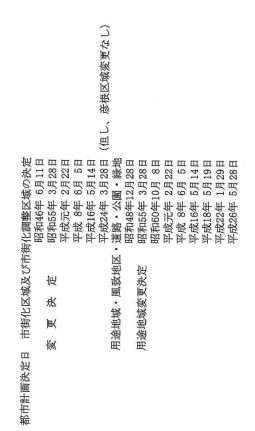 都市計画決定日　市街化区域及び市街化調整区域の決定
昭和46年 6月11日
変 更 決 定　昭和55年 3月28日
平成元年 2月22日
平成 8年 6月 5日
平成16年 5月14日
平成24年 3月28日（但し、彦根区域変更なし）
用途地域・風致地区・道路・公園・緑地
昭和48年12月28日
用途地域変更決定　昭和55年 3月28日
昭和60年10月 8日
平成元年 2月22日
平成 8年 6月 5日
平成16年 5月14日
平成18年 5月19日
平成22年 1月29日
平成26年 5月28日